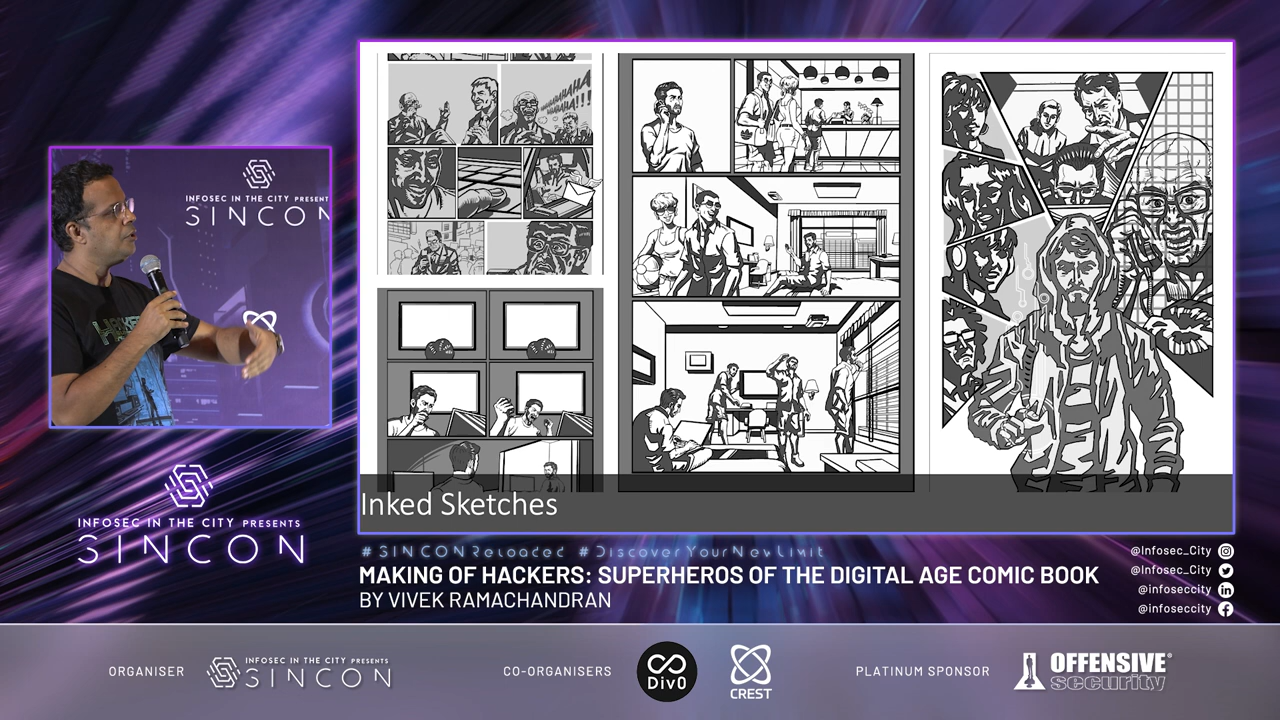 INFOSEC IN THE CITY PRESENT
SINCON
HAHAHA!!!
Inked Sketches
INFOSEC IN THE CITY PRESENTS
SINCON
#SINCONReloaded #DiscoverYourNewLimit
MAKING OF HACKERS: SUPERHEROS OF THE DIGITAL AGE COMIC BOOK
BY VIVEK RAMACHANDRAN
@Infosec_City
@Infosec_City
@infoseccity
@infoseccity
ORGANISER
INFOSEC IN THE CITY PRESENTS
SINCON
CO-ORGANISERS
Div0
CREST
PLATINUM SPONSOR
OFFENSIVE®
security